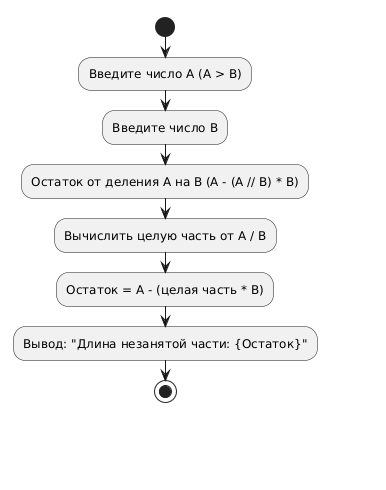 Введите число A (A > B)
Введите число B
Остаток от деления A на B (A - (A // B) * B)
Вычислить целую часть от A / B
Остаток = A - (целая часть * B)
Вывод: "Длина незанятой части: {Остаток}"